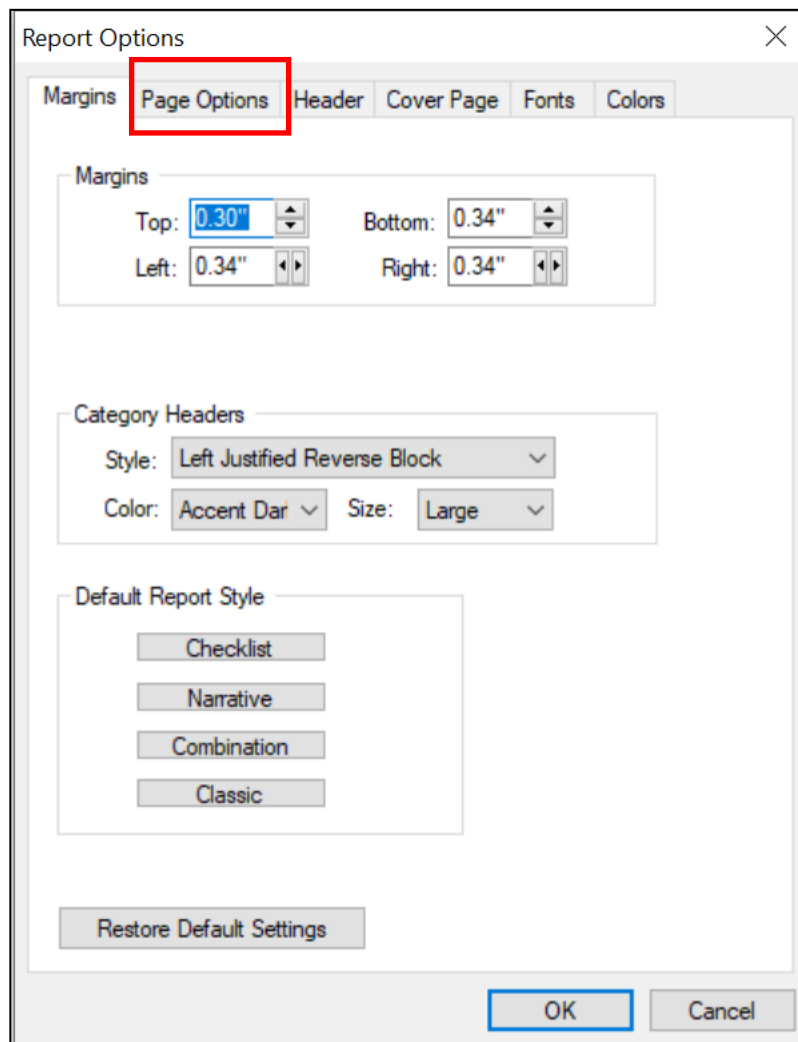 Report Options
Margins Page Options Header Cover Page Fonts Colors
Margins
Top: 0.30" Bottom: 0.34"
Left: 0.34" Right: 0.34"
Category Headers
Style: Left Justified Reverse Block
Color: Accent Dar Size: Large
Default Report Style
Checklist
Narrative
Combination
Classic
Restore Default Settings
OK Cancel